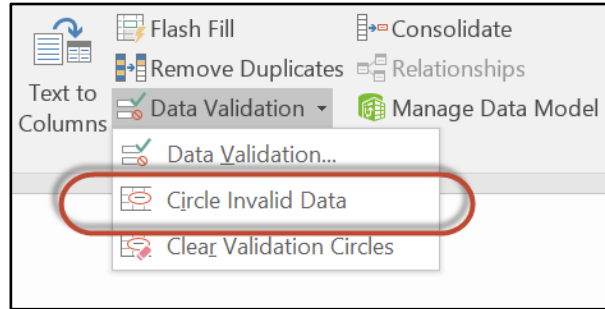 Flash Fill
Consolidate
Remove Duplicates
Relationships
Text to
Columns
Data Validation
Manage Data Model
Data Validation...
Circle Invalid Data
Clear Validation Circles